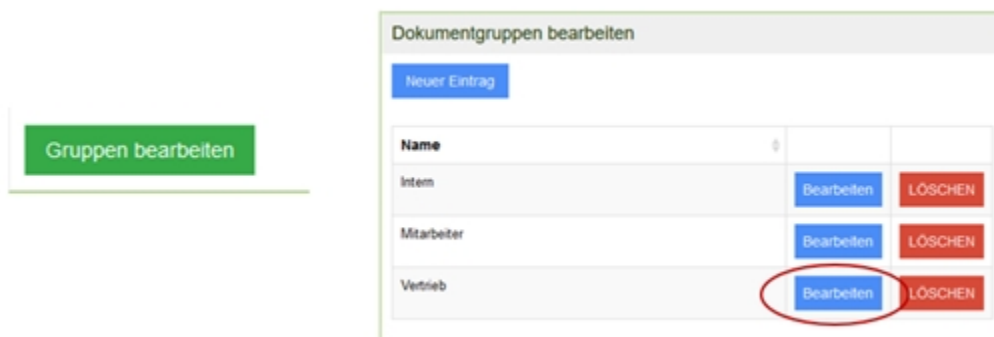 Gruppen bearbeiten
Dokumentgruppen bearbeiten
Neuer Eintrag
Name
Intern
Bearbeiten LÖSCHEN
Mitarbeiter
Bearbeiten LÖSCHEN
Vertrieb
Bearbeiten LÖSCHEN